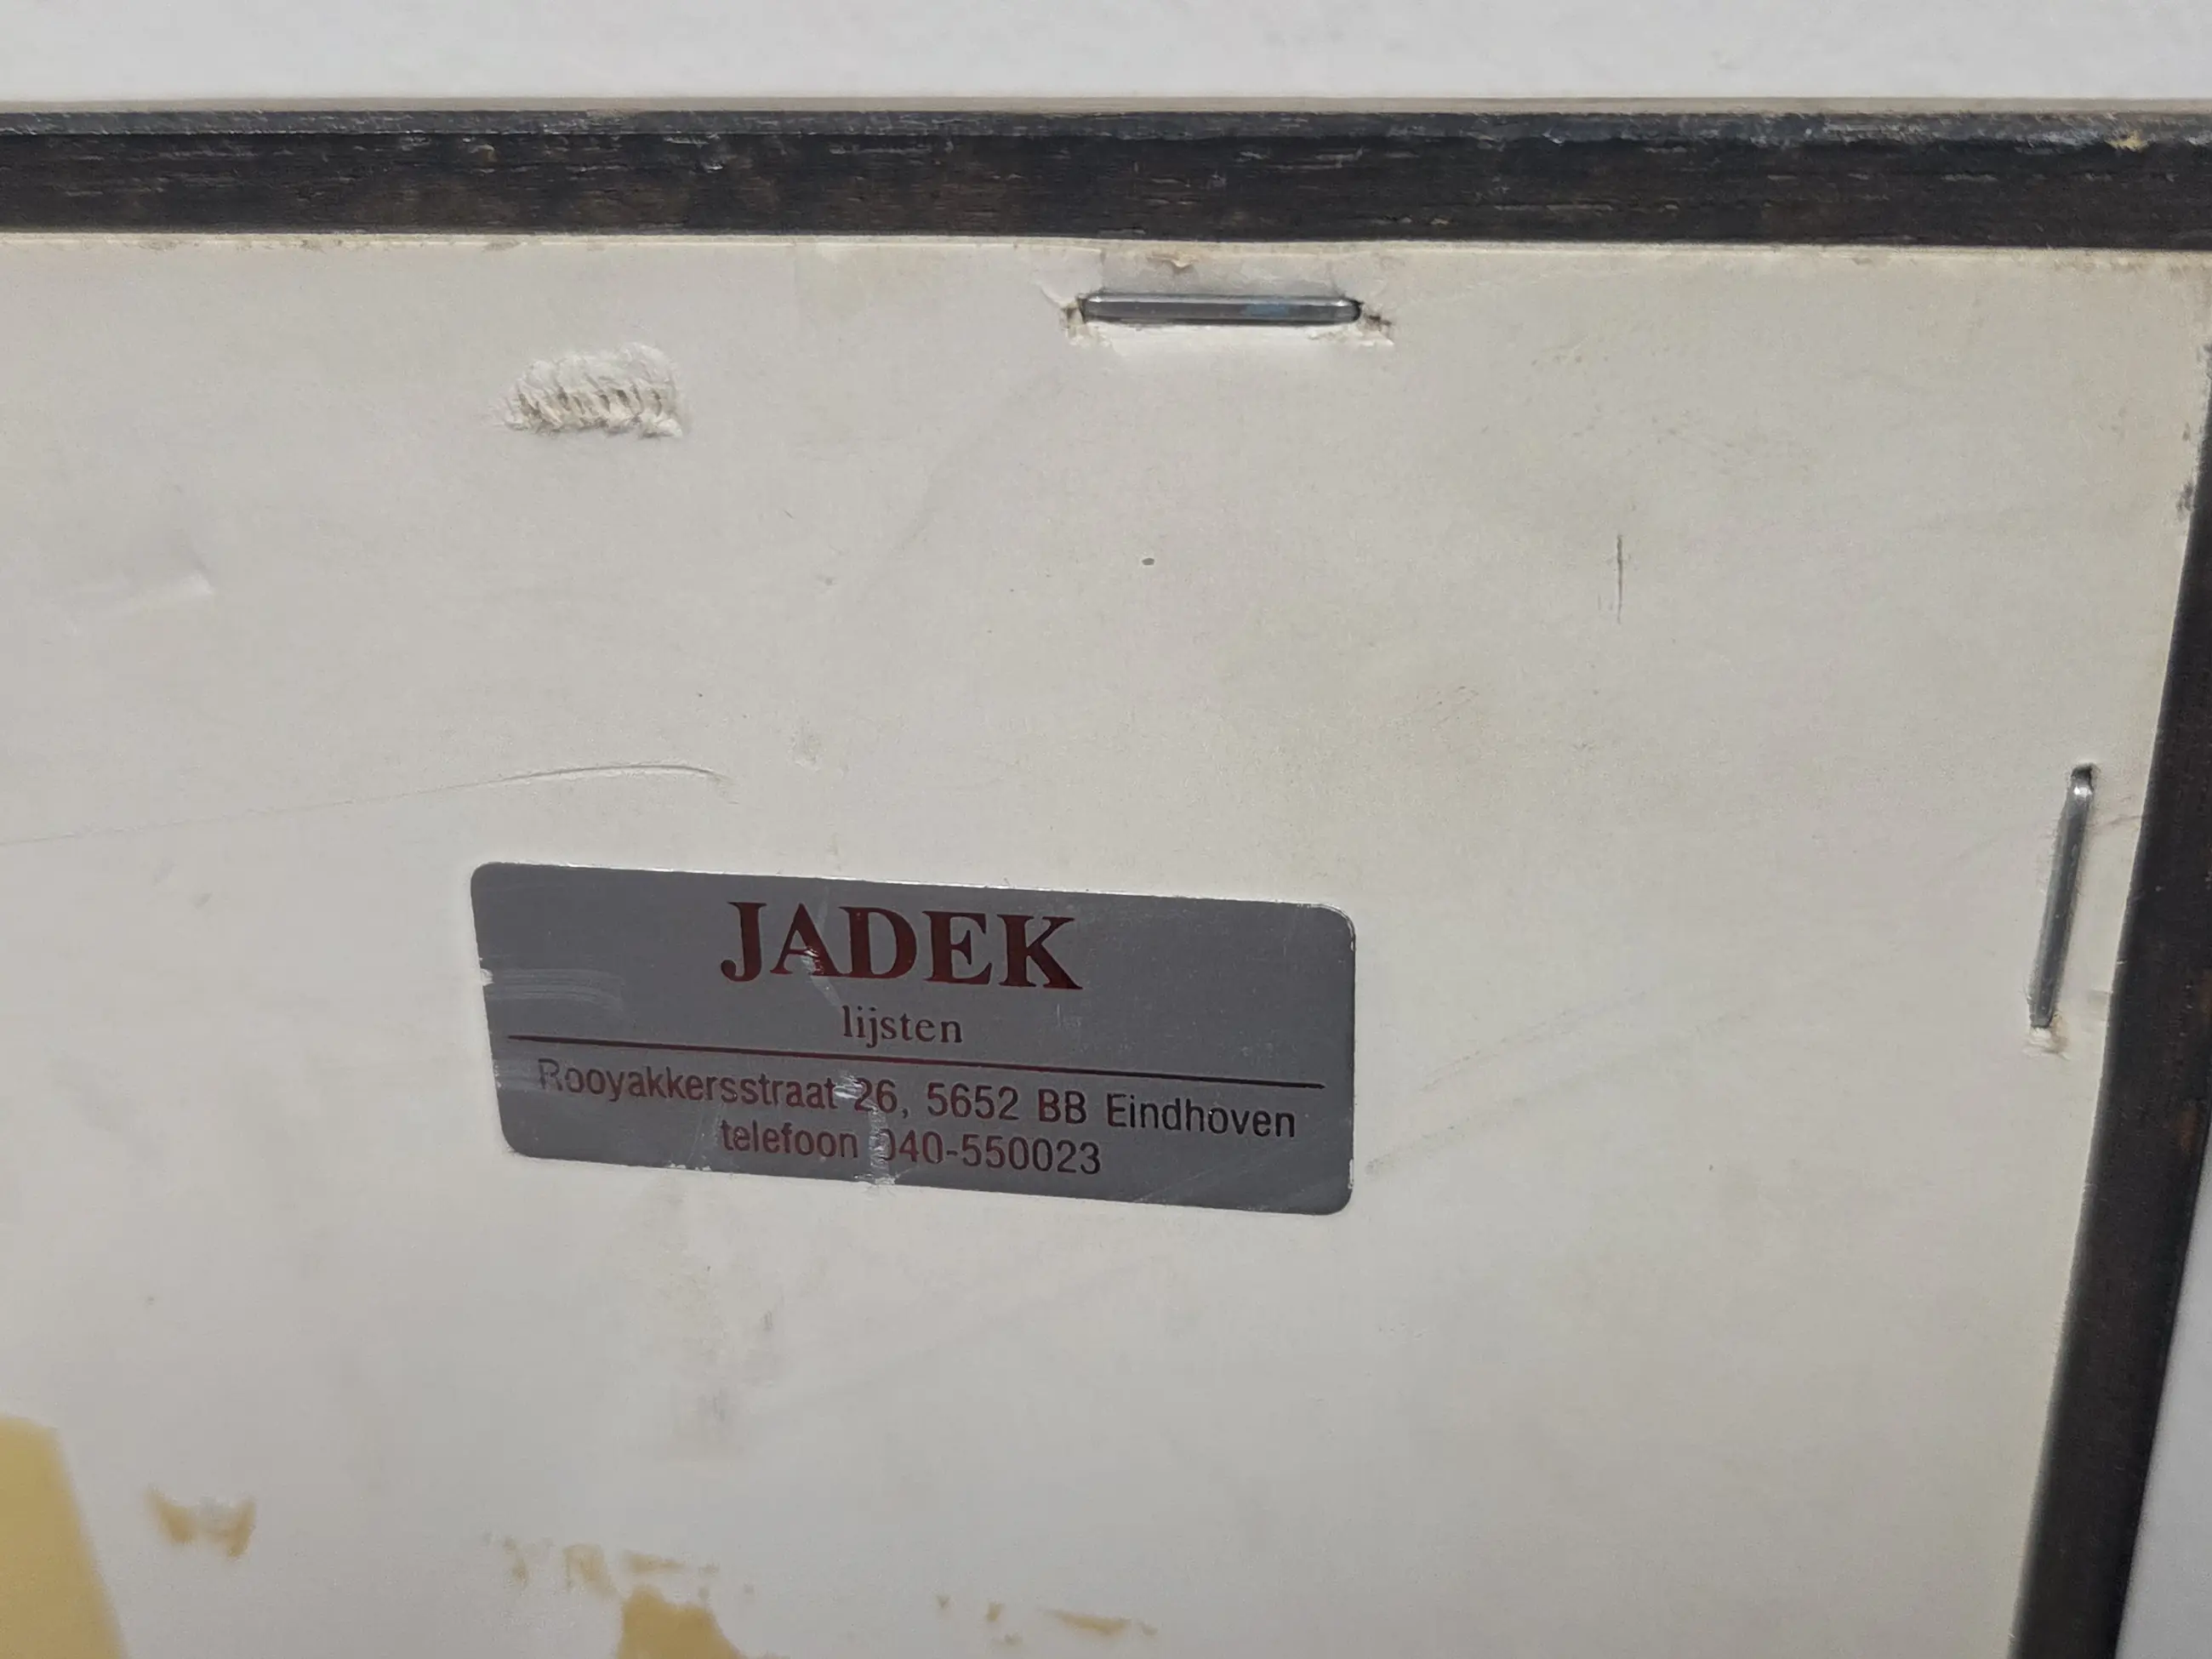 JADEK
lijsten
Rooyakkersstraat 26, 5652 BB Eindhoven
telefoon 040-550023